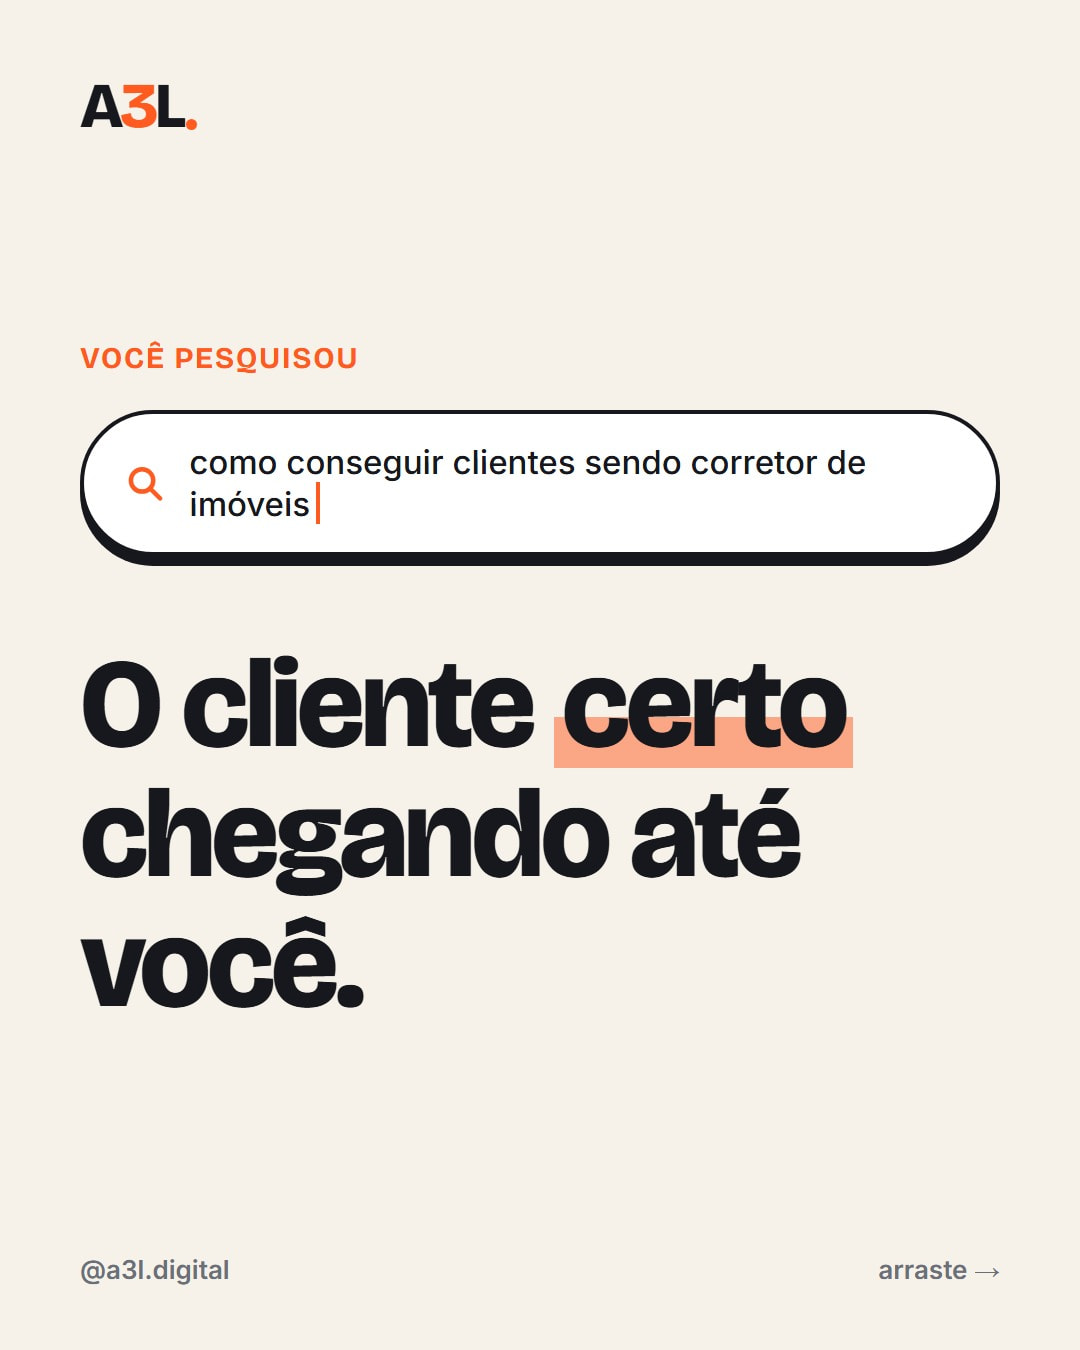 A3L.
VOCÊ PESQUISOU
como conseguir clientes sendo corretor de
imóveis
O cliente certo
chegando até
você.
@a3l.digital
arraste →